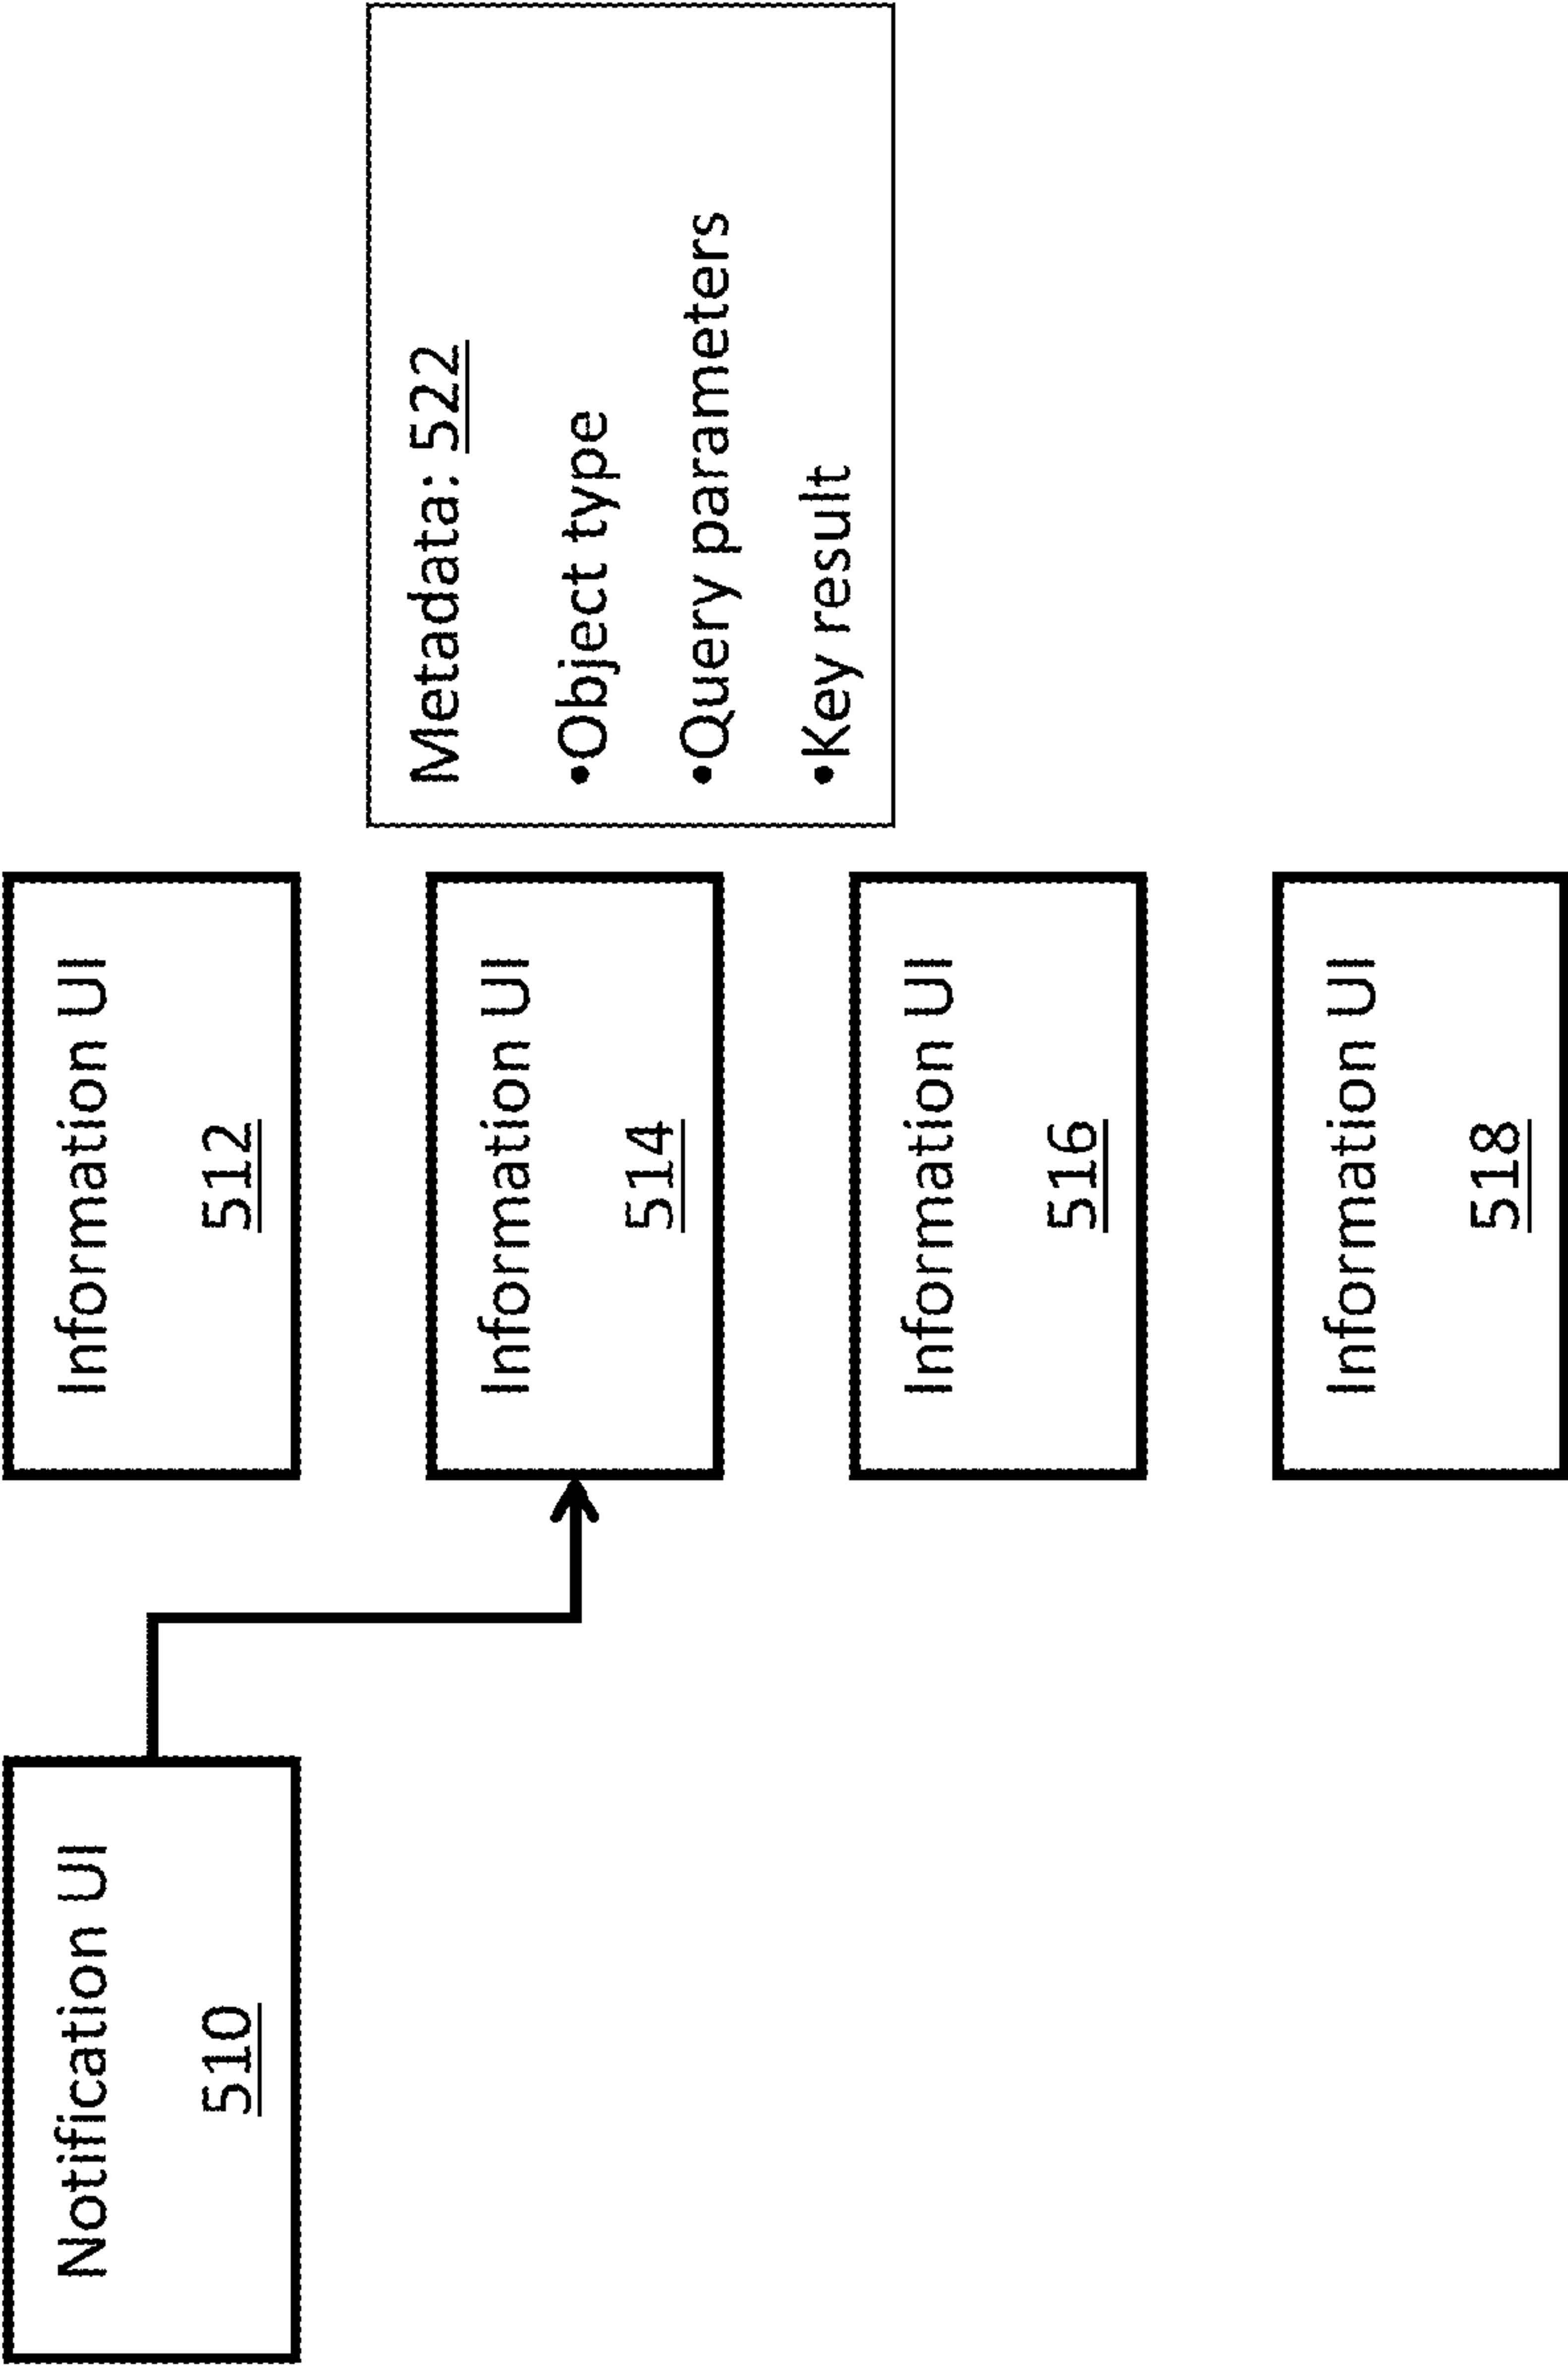 Notification UI
510
Information UI
512
Information UI
514
Information UI
516
Information UI
518
Metadata: 522
•Object type
•Query parameters
•Key result